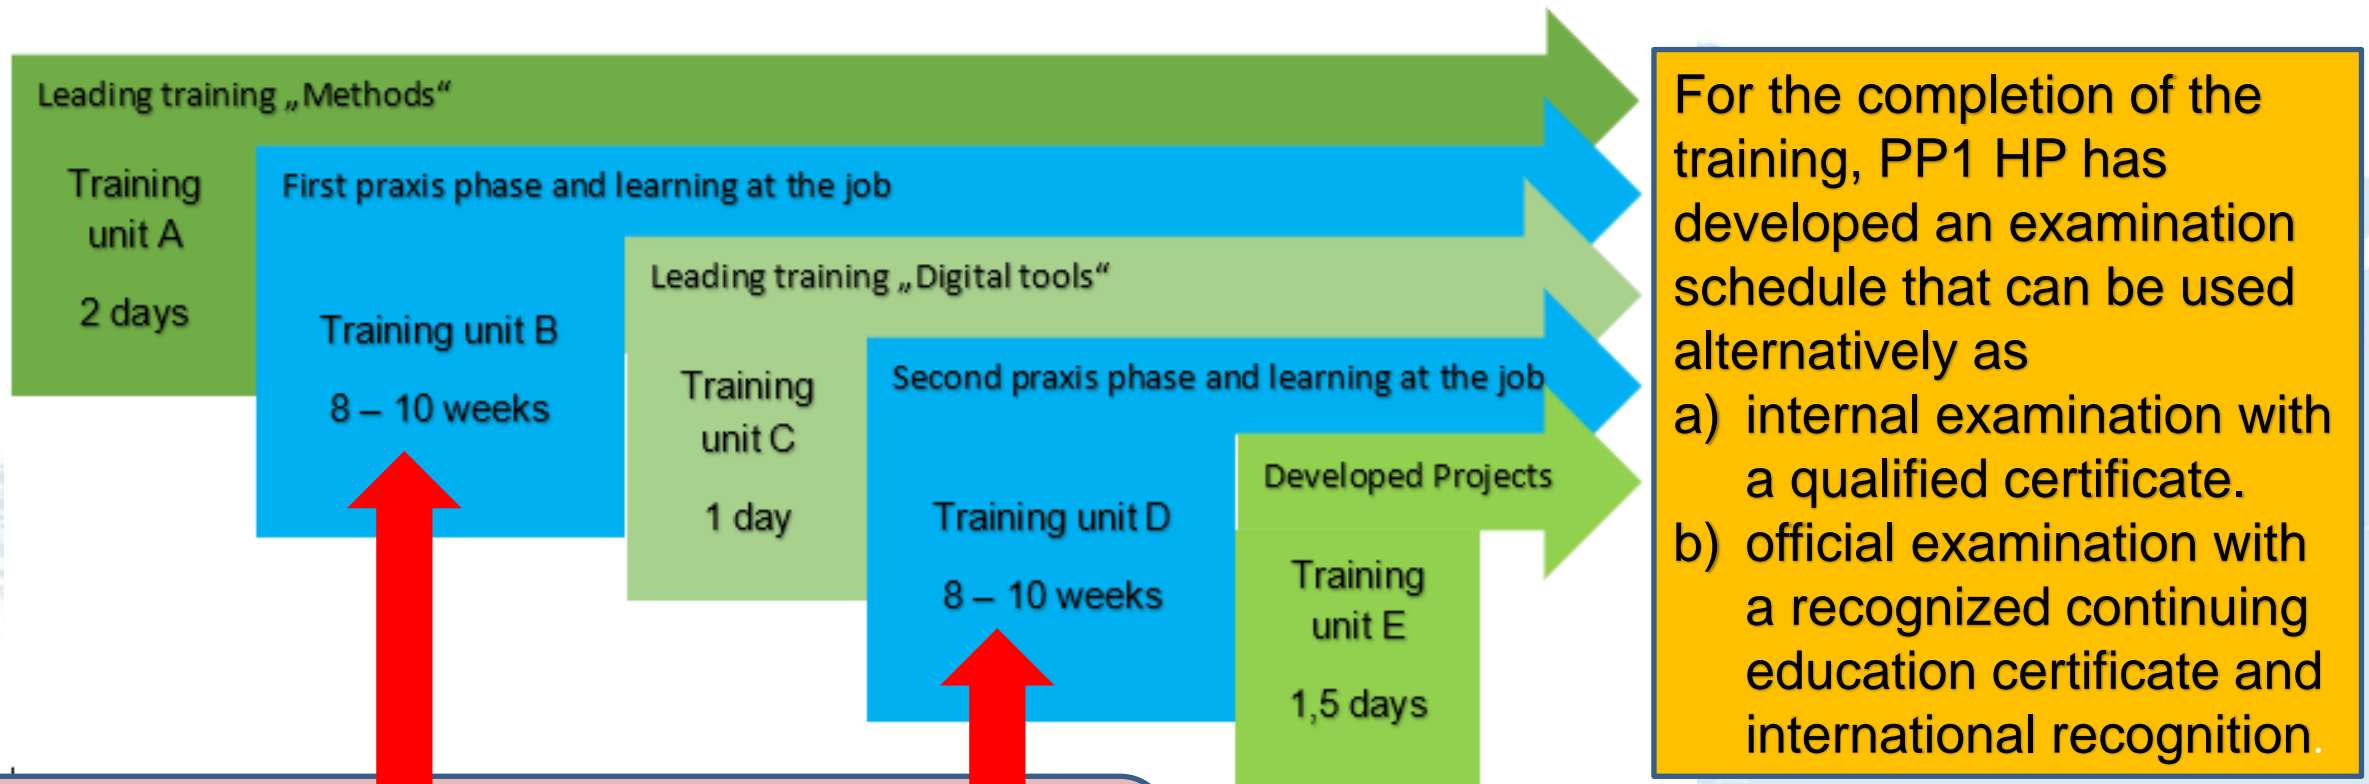 Leading training „Methods“
Training
unit A
2 days
First praxis phase and learning at the job
Training unit B
8 – 10 weeks
Leading training „Digital tools“
Training
unit C
1 day
Second praxis phase and learning at the job
Training unit D
8 – 10 weeks
Developed Projects
Training
unit E
1,5 days
For the completion of the
training, PP1 HP has
developed an examination
schedule that can be used
alternatively as
a) internal examination with
a qualified certificate.
b) official examination with
a recognized continuing
education certificate and
international recognition.